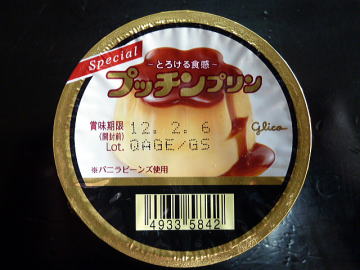 Special
－とろける食感－
プッチンプリン
賞味期限
(開封前)
12.2.6
Lot. QAGE/GS
glico
※バニラビーンズ使用
4933 5842